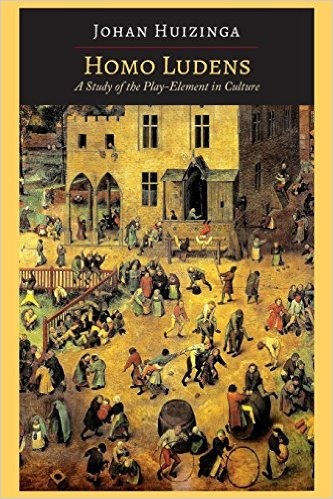 JOHAN HUIZINGA
HOMO LUDENS
A Study of the Play-Element in Culture